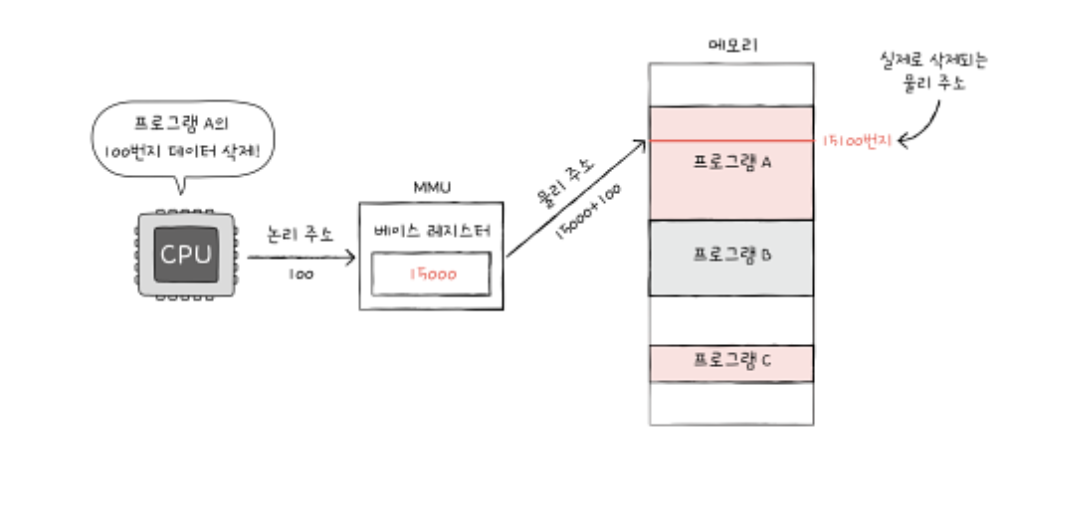 프로그램 A의
100번지 데이터 삭제!
CPU
논리 주소
100
MMU
베이스 레지스터
15000
물리 주소
15000+100
메모리
프로그램 A
프로그램 B
프로그램 C
실제로 삭제되는
물리 주소
15100번지